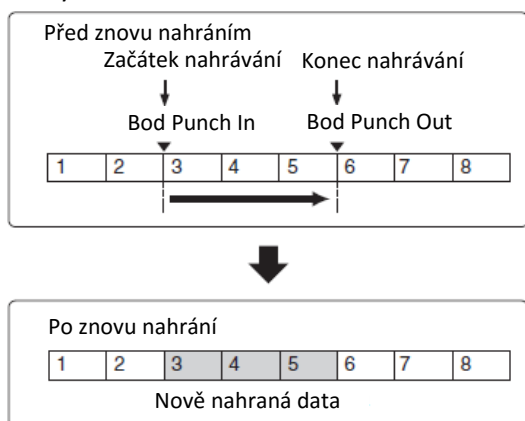 Před znovu nahráním
Začátek nahrávání Konec nahrávání
Bod Punch In Bod Punch Out
1 2 3 4 5 6 7 8
Po znovu nahrání
1 2 3 4 5 6 7 8
Nově nahraná data